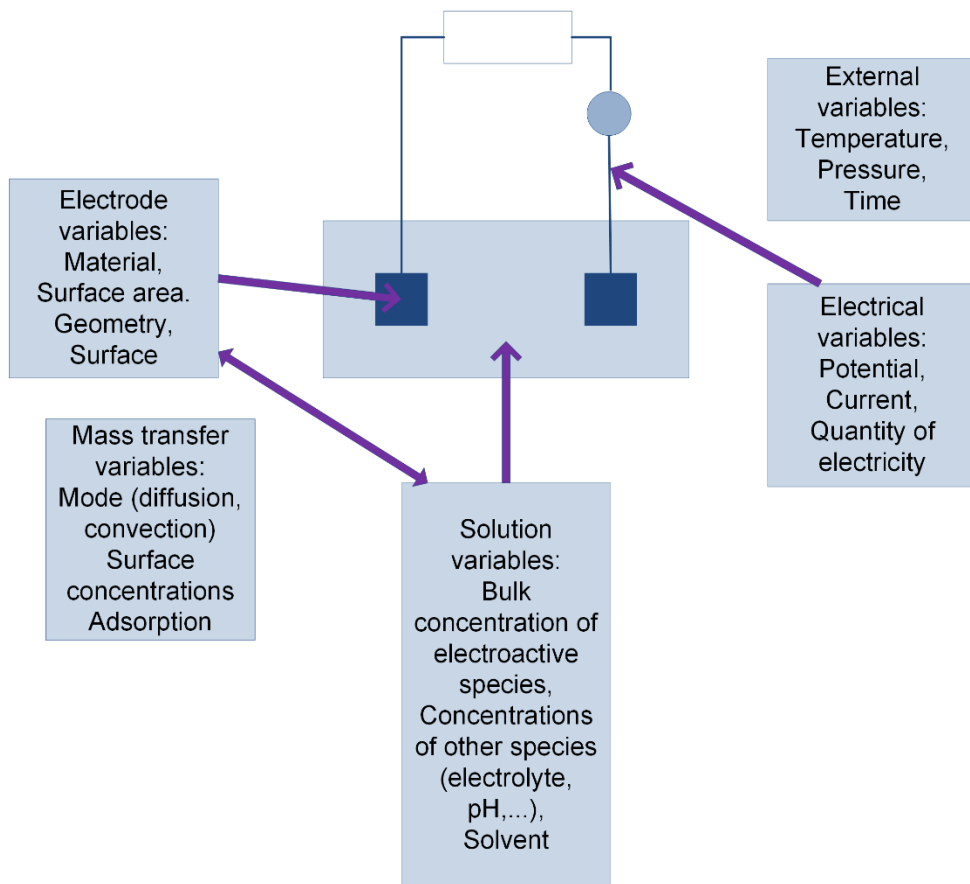 External
variables:
Temperature,
Pressure,
Time
Electrode
variables:
Material,
Surface area.
Geometry,
Surface
Electrical
variables:
Potential,
Current,
Quantity of
electricity
Mass transfer
variables:
Mode (diffusion,
convection)
Surface
concentrations
Adsorption
Solution
variables:
Bulk
concentration of
electroactive
species,
Concentrations
of other species
(electrolyte,
pH,...),
Solvent